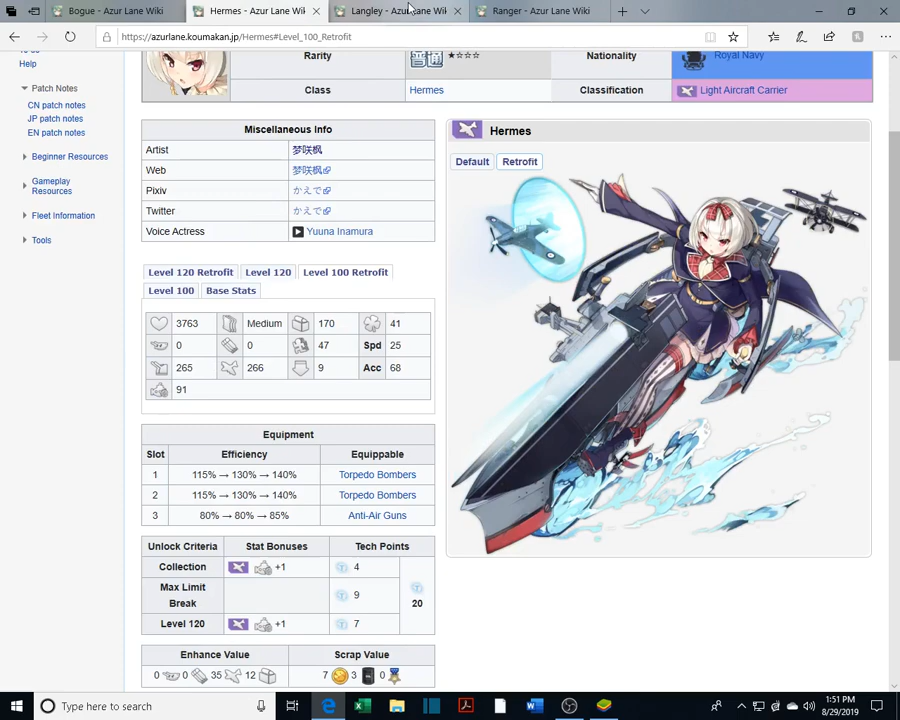 Bogue - Azur Lane Wiki
Hermes - Azur Lane Wiki
Langley - Azur Lane Wiki
Ranger - Azur Lane Wiki
https://azurlane.koumakan.jp/Hermes#Level_100_Retrofit
Help
Patch Notes
CN patch notes
JP patch notes
EN patch notes
Beginner Resources
Gameplay
Resources
Fleet Information
Tools
Rarity 普通 ★☆☆☆ Nationality Royal Navy
Class Hermes Classification Light Aircraft Carrier
Miscellaneous Info
Artist 梦咲枫
Web 梦咲枫
Pixiv かえで
Twitter かえで
Voice Actress Yuuna Inamura
Level 120 Retrofit Level 120 Level 100 Retrofit
Level 100 Base Stats
3763 Medium 170 41
0 0 47 Spd 25
265 266 9 Acc 68
91
Equipment
Slot Efficiency Equippable
1 115% → 130% → 140% Torpedo Bombers
2 115% → 130% → 140% Torpedo Bombers
3 80% → 80% → 85% Anti-Air Guns
Unlock Criteria Stat Bonuses Tech Points
Collection +1 4
Max Limit
Break 9 20
Level 120 +1 7
Enhance Value Scrap Value
0 0 35 12 7 3 0
Hermes
Default Retrofit
Type here to search
1:51 PM
8/29/2019